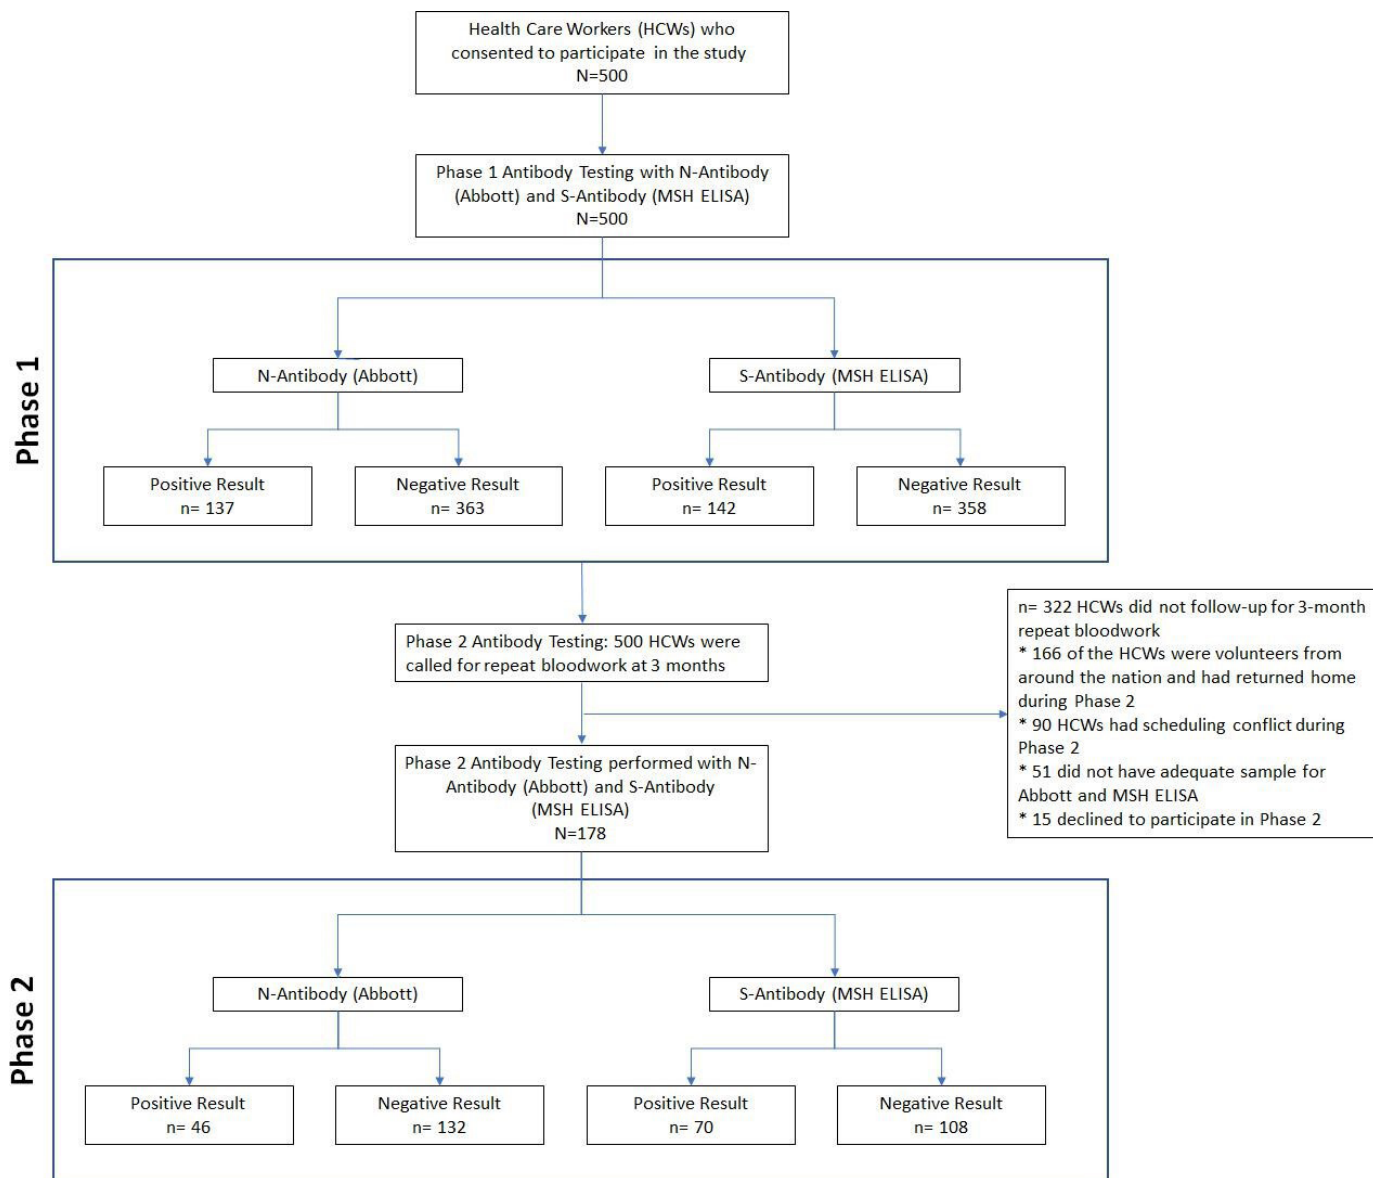 Health Care Workers (HCWs) who
consented to participate in the study
N=500
Phase 1 Antibody Testing with N-Antibody
(Abbott) and S-Antibody (MSH ELISA)
N=500
Phase 1
N-Antibody (Abbott)
S-Antibody (MSH ELISA)
Positive Result
n= 137
Negative Result
n= 363
Positive Result
n= 142
Negative Result
n= 358
Phase 2 Antibody Testing: 500 HCWs were
called for repeat bloodwork at 3 months
n= 322 HCWs did not follow-up for 3-month
repeat bloodwork
* 166 of the HCWs were volunteers from
around the nation and had returned home
during Phase 2
* 90 HCWs had scheduling conflict during
Phase 2
* 51 did not have adequate sample for
Abbott and MSH ELISA
* 15 declined to participate in Phase 2
Phase 2 Antibody Testing performed with N-
Antibody (Abbott) and S-Antibody
(MSH ELISA)
N=178
Phase 2
N-Antibody (Abbott)
S-Antibody (MSH ELISA)
Positive Result
n= 46
Negative Result
n= 132
Positive Result
n= 70
Negative Result
n= 108